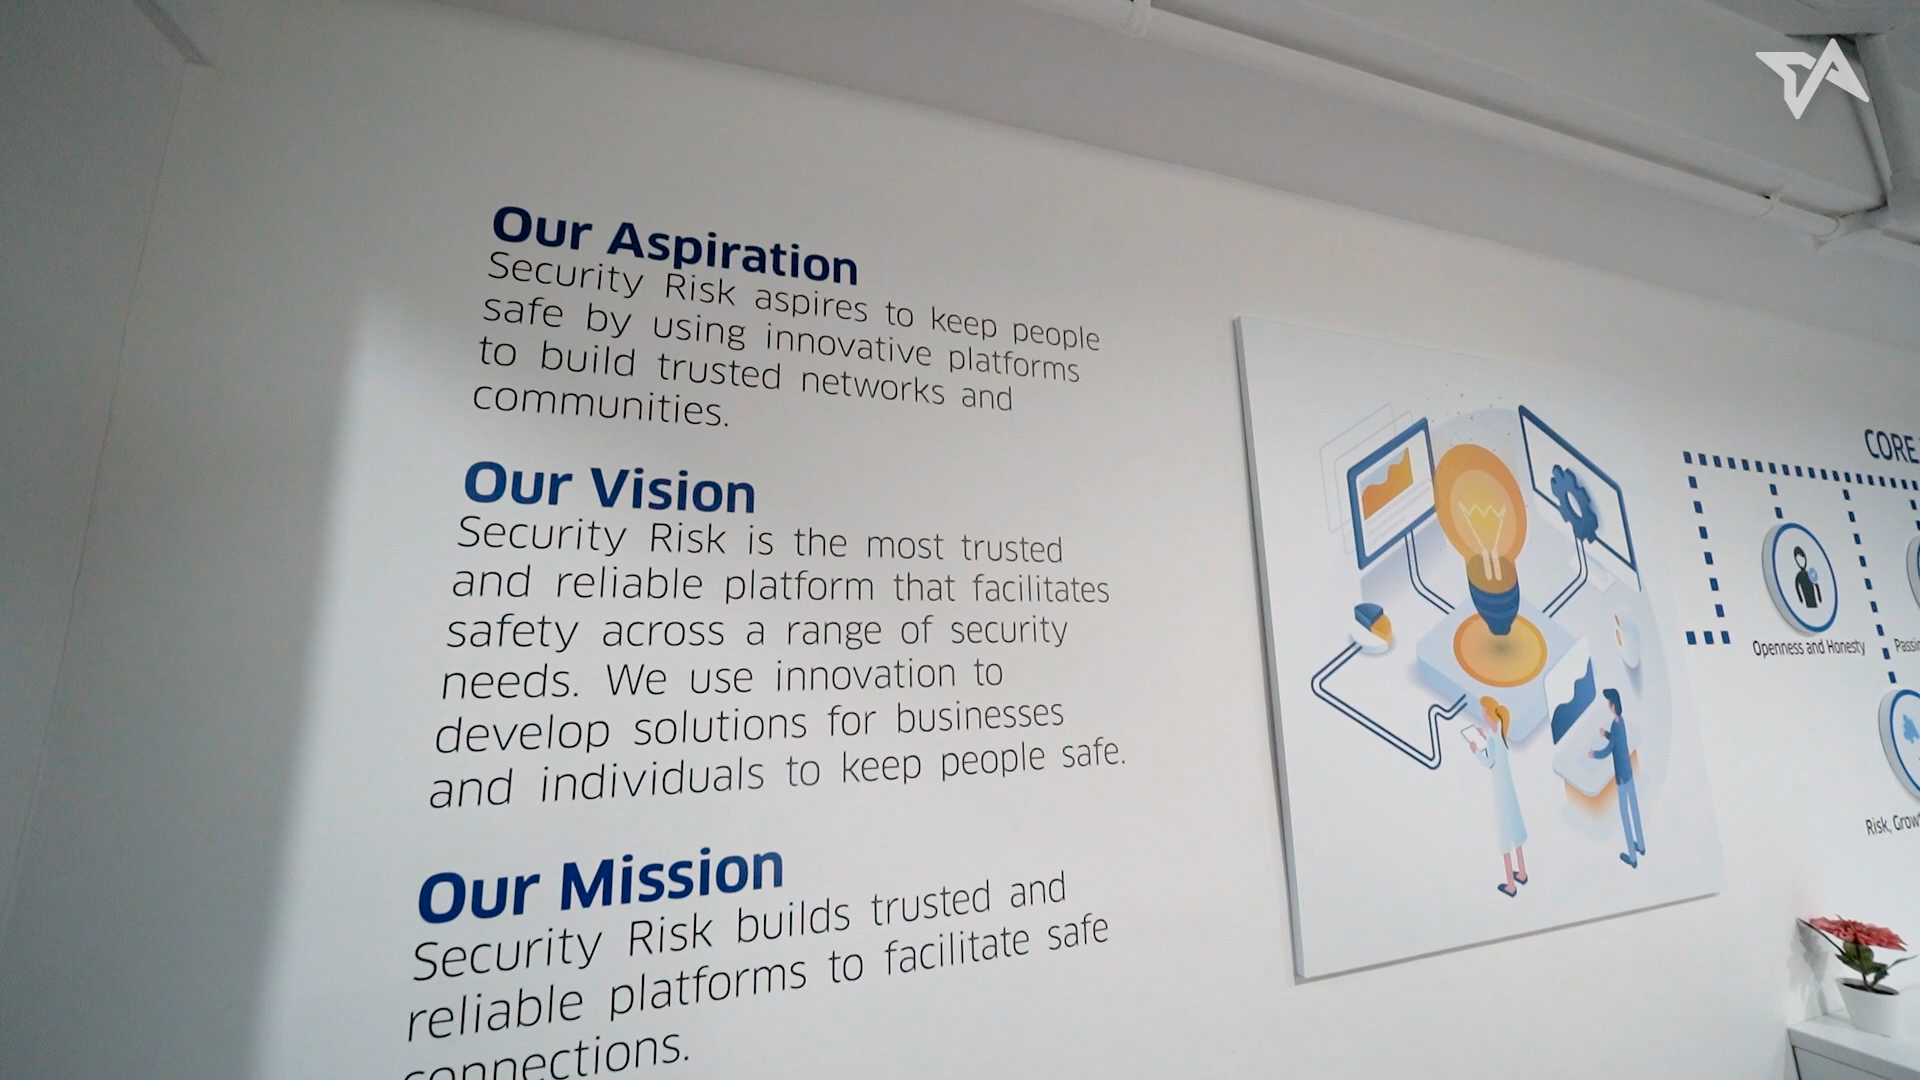 Our Aspiration
Security Risk aspires to keep people
safe by using innovative platforms
to build trusted networks and
communities.
Our Vision
Security Risk is the most trusted
and reliable platform that facilitates
safety across a range of security
needs. We use innovation to
develop solutions for businesses
and individuals to keep people safe.
Our Mission
Security Risk builds trusted and
reliable platforms to facilitate safe
connections.
CORE
Openness and Honesty
Risk,